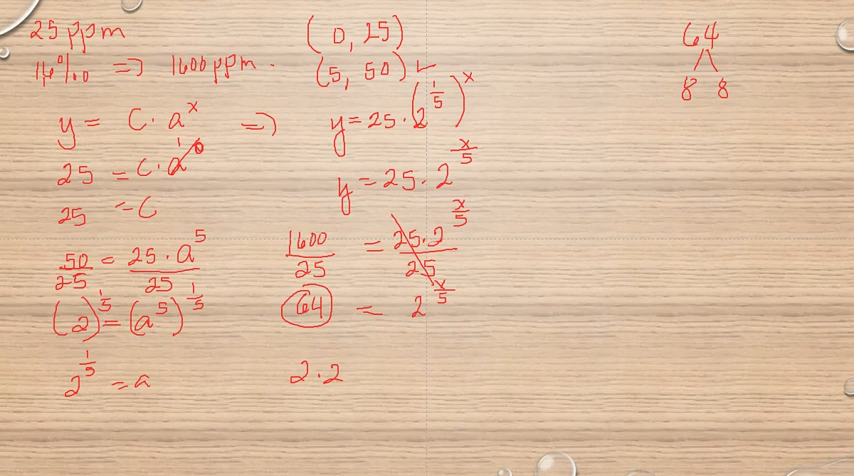 25 ppm
16% => 1600 ppm.
y = C · a^x =>
25 = C · a^0 1
25 = C
50/25 = 25 · a^5/25
(2)^1/5 = (a^5)^1/5
2^1/5 = a
(0, 25)
(5, 50)
y = 25 · (2^1/5)^x
y = 25 · 2^x/5
1600/25 = 25 · 2^x/5/25
64 = 2^x/5
2 · 2
64
8 8